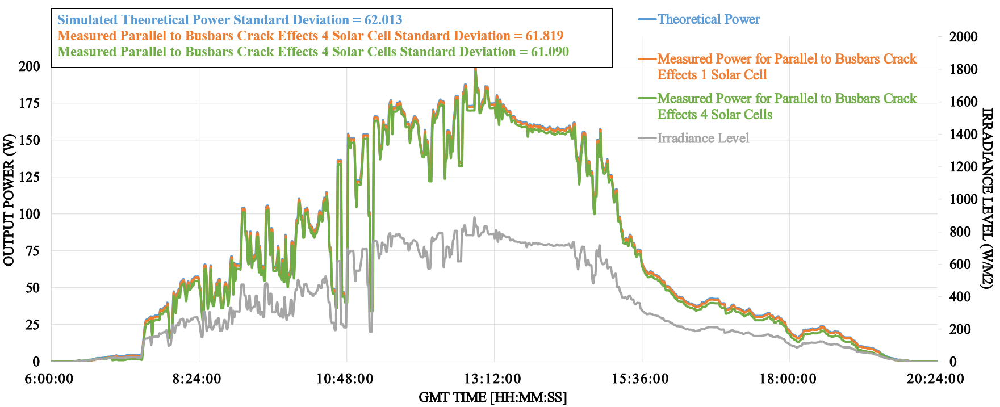 Simulated Theoretical Power Standard Deviation = 62.013
Measured Parallel to Busbars Crack Effects 4 Solar Cell Standard Deviation = 61.819
Measured Parallel to Busbars Crack Effects 4 Solar Cells Standard Deviation = 61.090
Theoretical Power
Measured Power for Parallel to Busbars Crack
Effects 1 Solar Cell
Measured Power for Parallel to Busbars Crack
Effects 4 Solar Cells
Irradiance Level
OUTPUT POWER (W)
200
175
150
125
100
75
50
25
0
2000
1800
1600
1400
1200
1000
800
600
400
200
0
IRRADIANCE LEVEL (W/M2)
6:00:00 8:24:00 10:48:00 13:12:00 15:36:00 18:00:00 20:24:00
GMT TIME [HH:MM:SS]